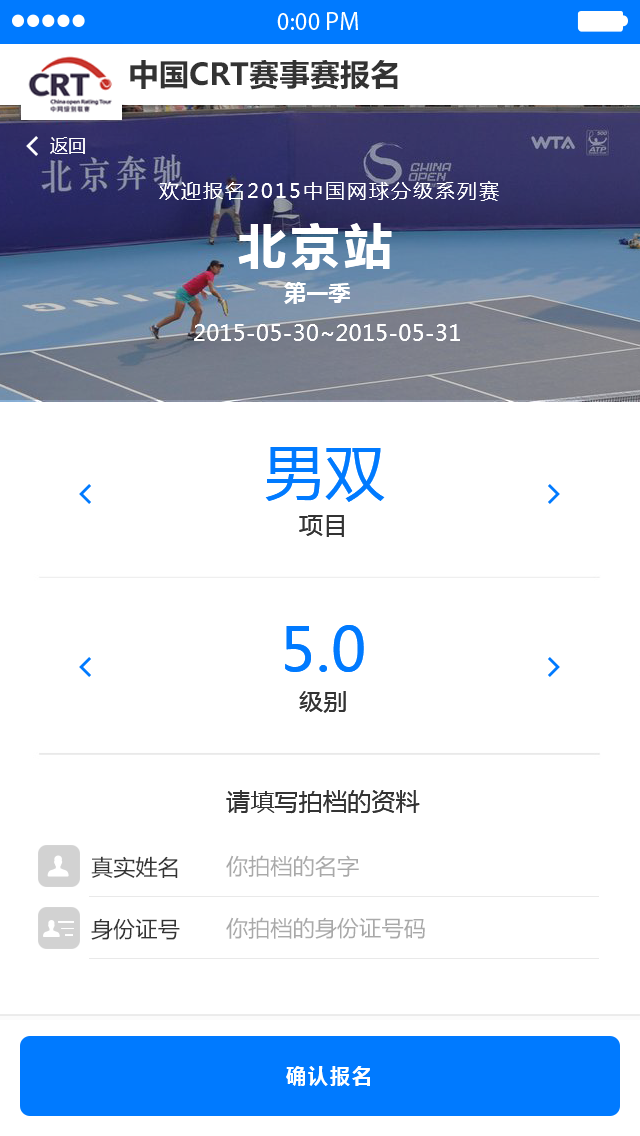 0:00 PM
CRT
China open Rating Tour
中网级别联赛
中国CRT赛事赛报名
返回
北京奔驰
CHINA
OPEN
WTA
500
ATP
欢迎报名2015中国网球分级系列赛
北京站
第一季
BEIJING
2015-05-30~2015-05-31
男双
项目
5.0
级别
请填写拍档的资料
真实姓名 你拍档的名字
身份证号 你拍档的身份证号码
确认报名